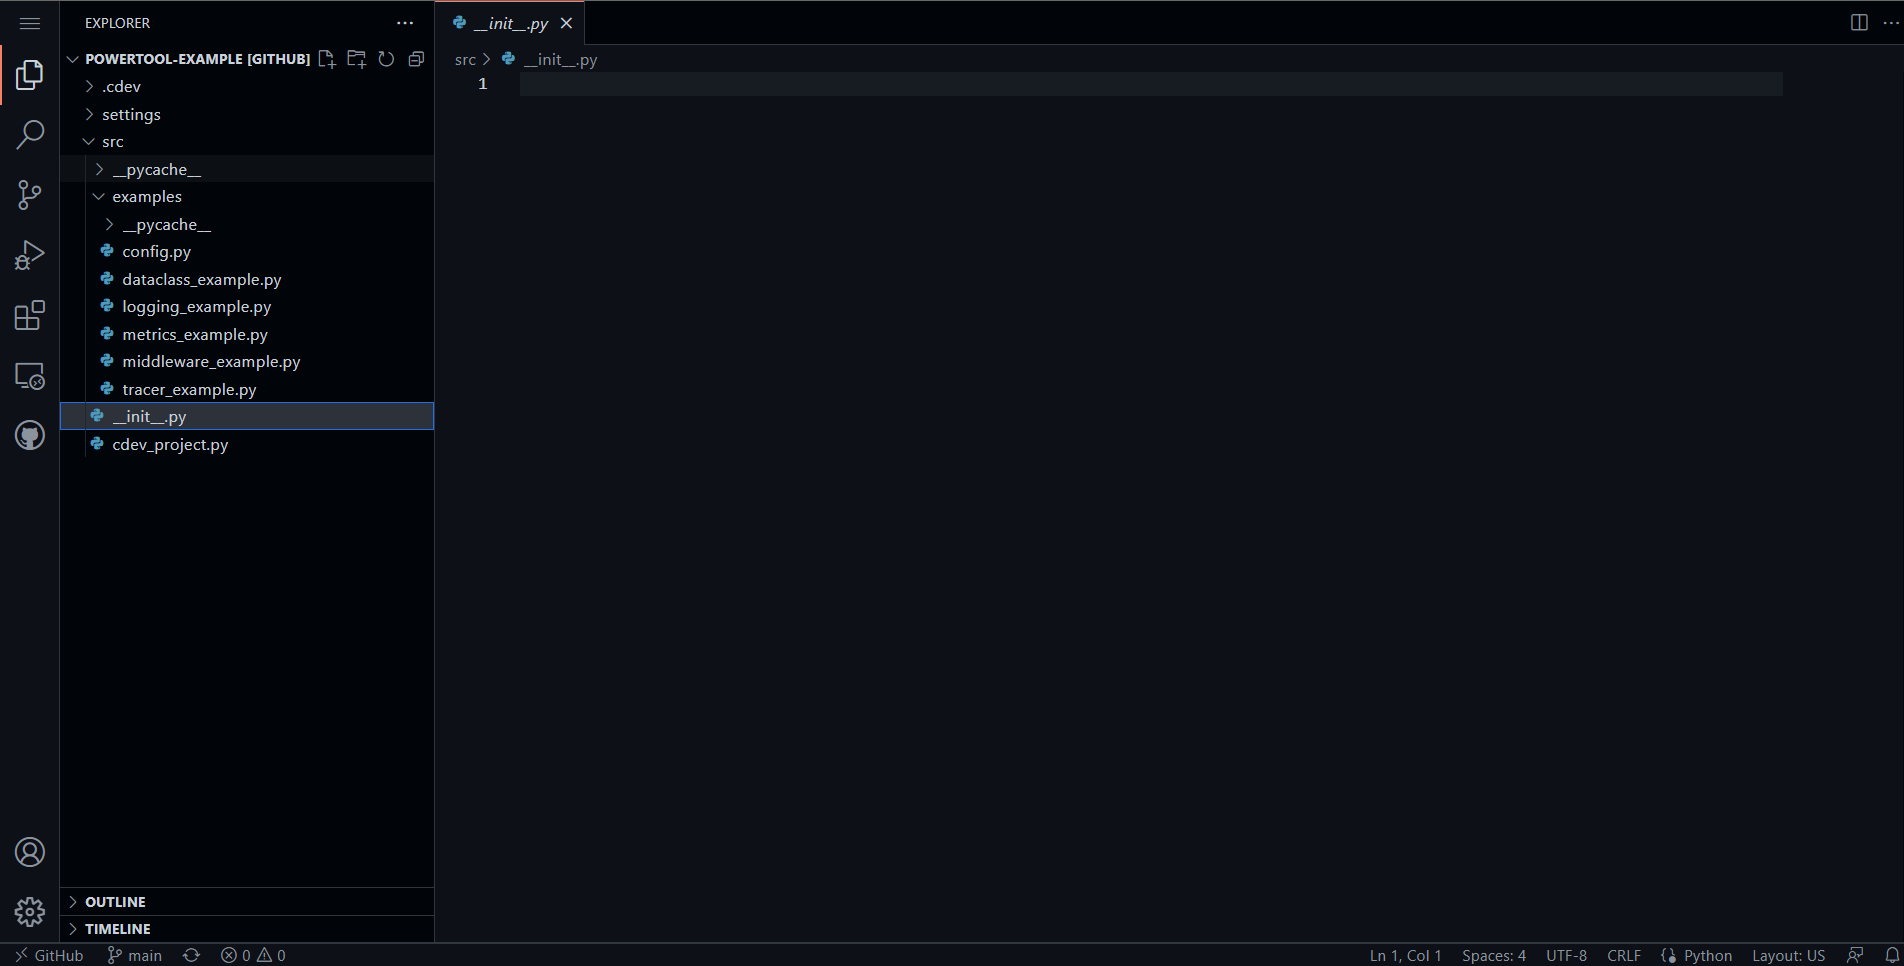 EXPLORER
POWERTOOL-EXAMPLE [GITHUB]
.cdev
settings
src
__pycache__
examples
__pycache__
config.py
dataclass_example.py
logging_example.py
metrics_example.py
middleware_example.py
tracer_example.py
__init__.py
cdev_project.py
OUTLINE
TIMELINE
__init__.py
src > __init__.py
1
GitHub main 0 0 Ln 1, Col 1 Spaces: 4 UTF-8 CRLF Python Layout: US